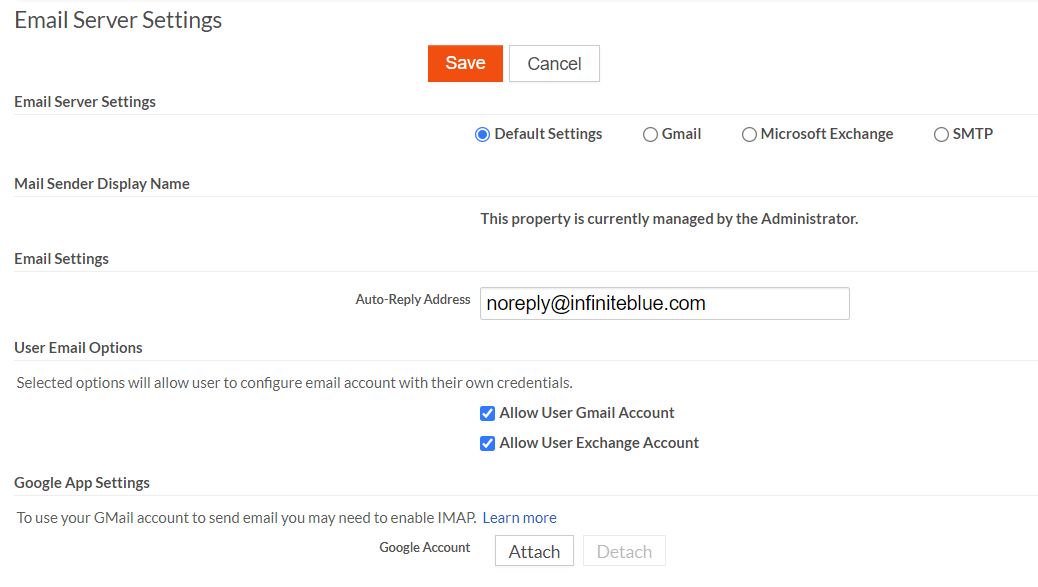 Email Server Settings
Save Cancel
Email Server Settings
Default Settings Gmail Microsoft Exchange SMTP
Mail Sender Display Name
This property is currently managed by the Administrator.
Email Settings
Auto-Reply Address noreply@infiniteblue.com
User Email Options
Selected options will allow user to configure email account with their own credentials.
Allow User Gmail Account
Allow User Exchange Account
Google App Settings
To use your GMail account to send email you may need to enable IMAP. Learn more
Google Account Attach Detach